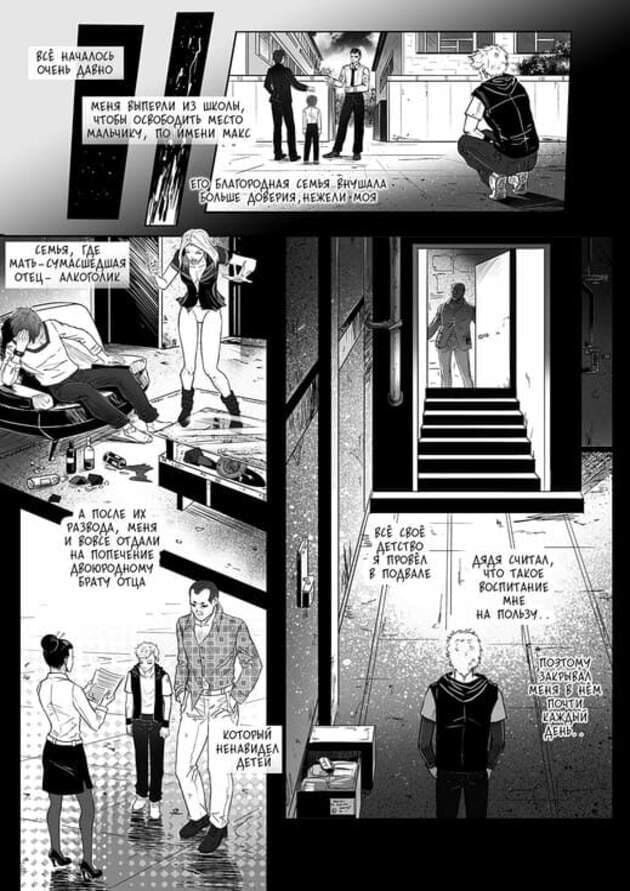 ВСЁ НАЧАЛОСЬ
ОЧЕНЬ ДАВНО
МЕНЯ ВЫПЕРЛИ ИЗ ШКОЛЫ,
ЧТОБЫ ОСВОБОДИТЬ МЕСТО
МАЛЬЧИКУ, ПО ИМЕНИ МАКС
ЕГО БЛАГОРОДНАЯ СЕМЬЯ ВНУШАЛА
БОЛЬШЕ ДОВЕРИЯ, НЕЖЕЛИ МОЯ
СЕМЬЯ, ГДЕ
МАТЬ-СУМАСШЕДШАЯ
ОТЕЦ- АЛКОГОЛИК
А ПОСЛЕ ИХ
РАЗВОДА, МЕНЯ
И ВОВСЕ ОТДАЛИ
НА ПОПЕЧЕНИЕ
ДВОЮРОДНОМУ
БРАТУ ОТЦА
КОТОРЫЙ
НЕНАВИДЕЛ
ДЕТЕЙ
ВСЁ СВОЁ
ДЕТСТВО
Я ПРОВЁЛ
В ПОДВАЛЕ
ДЯДЯ СЧИТАЛ,
ЧТО ТАКОЕ
ВОСПИТАНИЕ
МНЕ
НА ПОЛЬЗУ..
ПОЭТОМУ
ЗАКРЫВАЛ
МЕНЯ В НЁМ
ПОЧТИ
КАЖДЫЙ
ДЕНЬ..